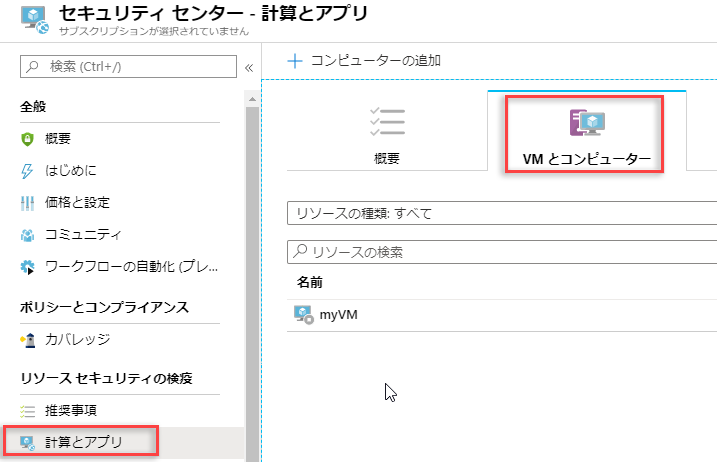 セキュリティ センター - 計算とアプリ
サブスクリプションが選択されていません
検索 (Ctrl+/)
«
全般
概要
はじめに
価格と設定
コミュニティ
ワークフローの自動化 (プレ...
ポリシーとコンプライアンス
カバレッジ
リソース セキュリティの検疫
推奨事項
計算とアプリ
+ コンピューターの追加
概要
VM とコンピューター
リソースの種類: すべて
リソースの検索
名前
myVM